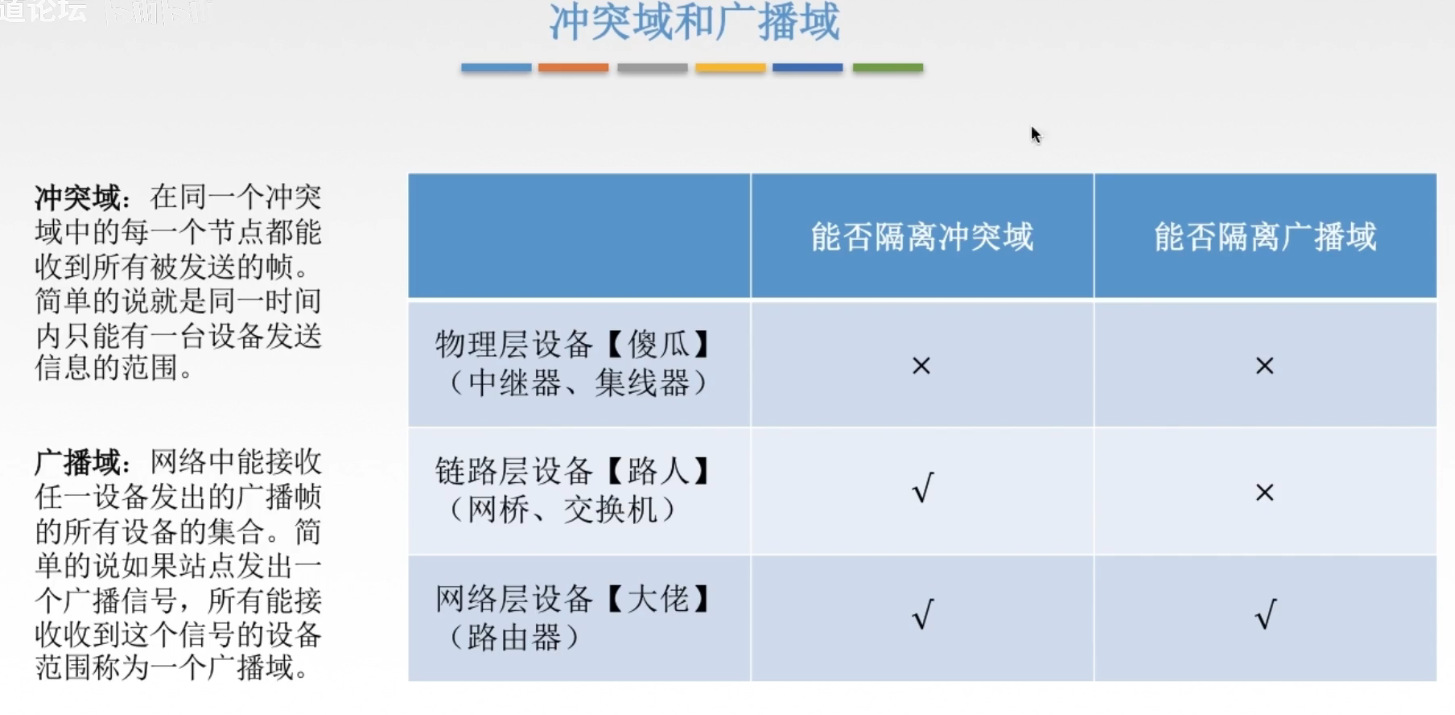 道论坛
冲突域和广播域
冲突域：在同一个冲突
域中的每一个节点都能
收到所有被发送的帧。
简单的说就是同一时间
内只能有一台设备发送
信息的范围。
广播域：网络中能接收
任一设备发出的广播帧
的所有设备的集合。简
单的说如果站点发出一
个广播信号，所有能接
收收到这个信号的设备
范围称为一个广播域。
能否隔离冲突域 能否隔离广播域
物理层设备【傻瓜】
（中继器、集线器） × ×
链路层设备【路人】
（网桥、交换机） √ ×
网络层设备【大佬】
（路由器） √ √